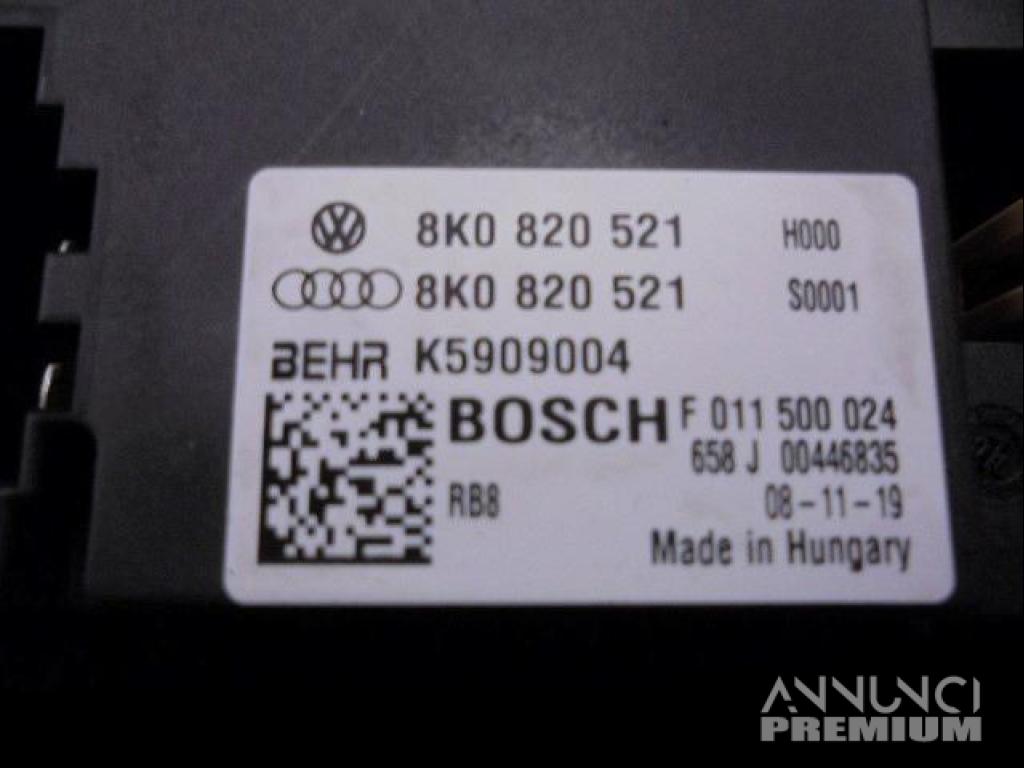 8K0 820 521 H000
8K0 820 521 S0001
BEHR K5909004
BOSCH F 011 500 024
658 J 00446835
RB8 08-11-19
Made in Hungary
ANNUNCI
PREMIUM